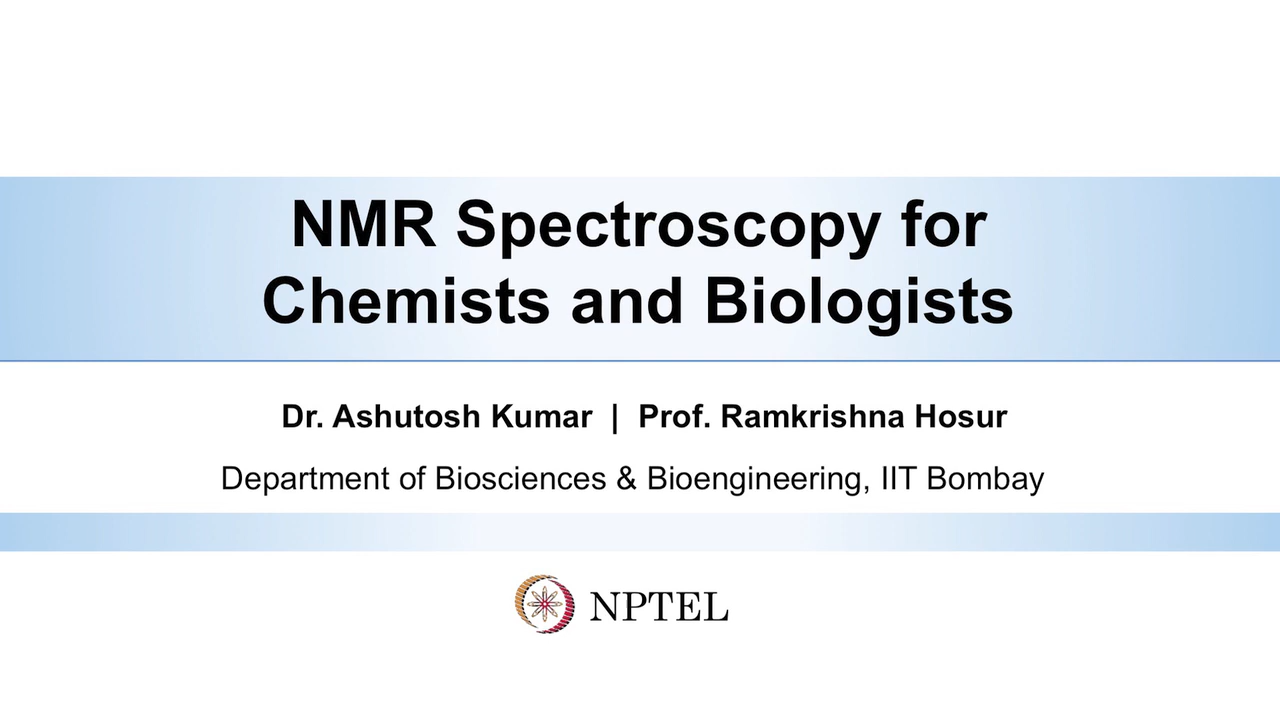 NMR Spectroscopy for
Chemists and Biologists
Dr. Ashutosh Kumar | Prof. Ramkrishna Hosur
Department of Biosciences & Bioengineering, IIT Bombay
NPTEL